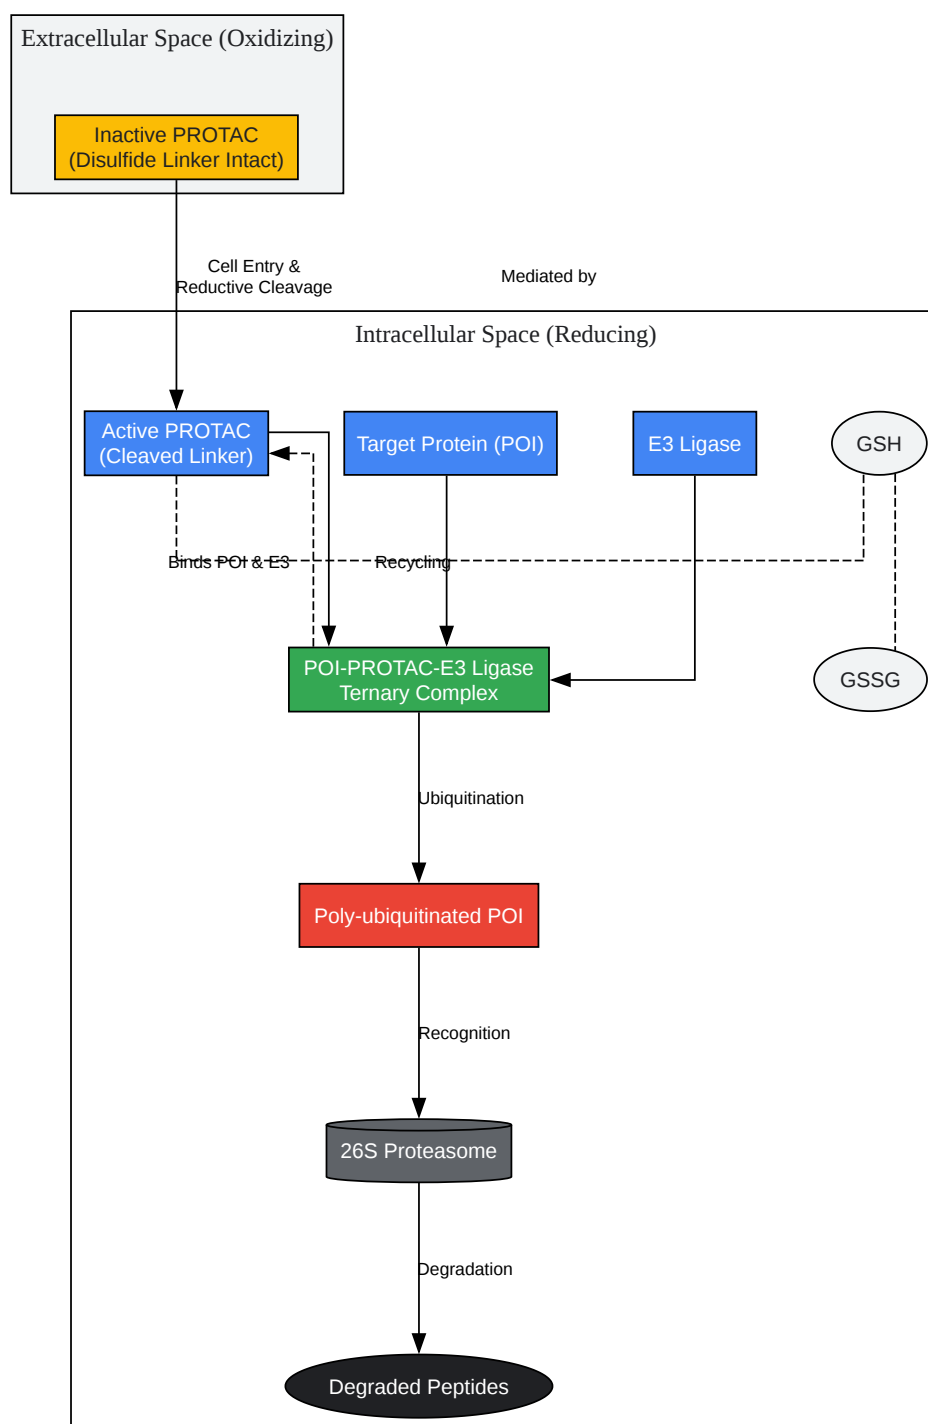 Extracellular Space (Oxidizing)
Inactive PROTAC
(Disulfide Linker Intact)
Cell Entry &
Reductive Cleavage
Mediated by
Intracellular Space (Reducing)
Active PROTAC
(Cleaved Linker)
Target Protein (POI)
E3 Ligase
GSH
Binds POI & E3
Recycling
POI-PROTAC-E3 Ligase
Ternary Complex
GSSG
Ubiquitination
Poly-ubiquitinated POI
Recognition
26S Proteasome
Degradation
Degraded Peptides